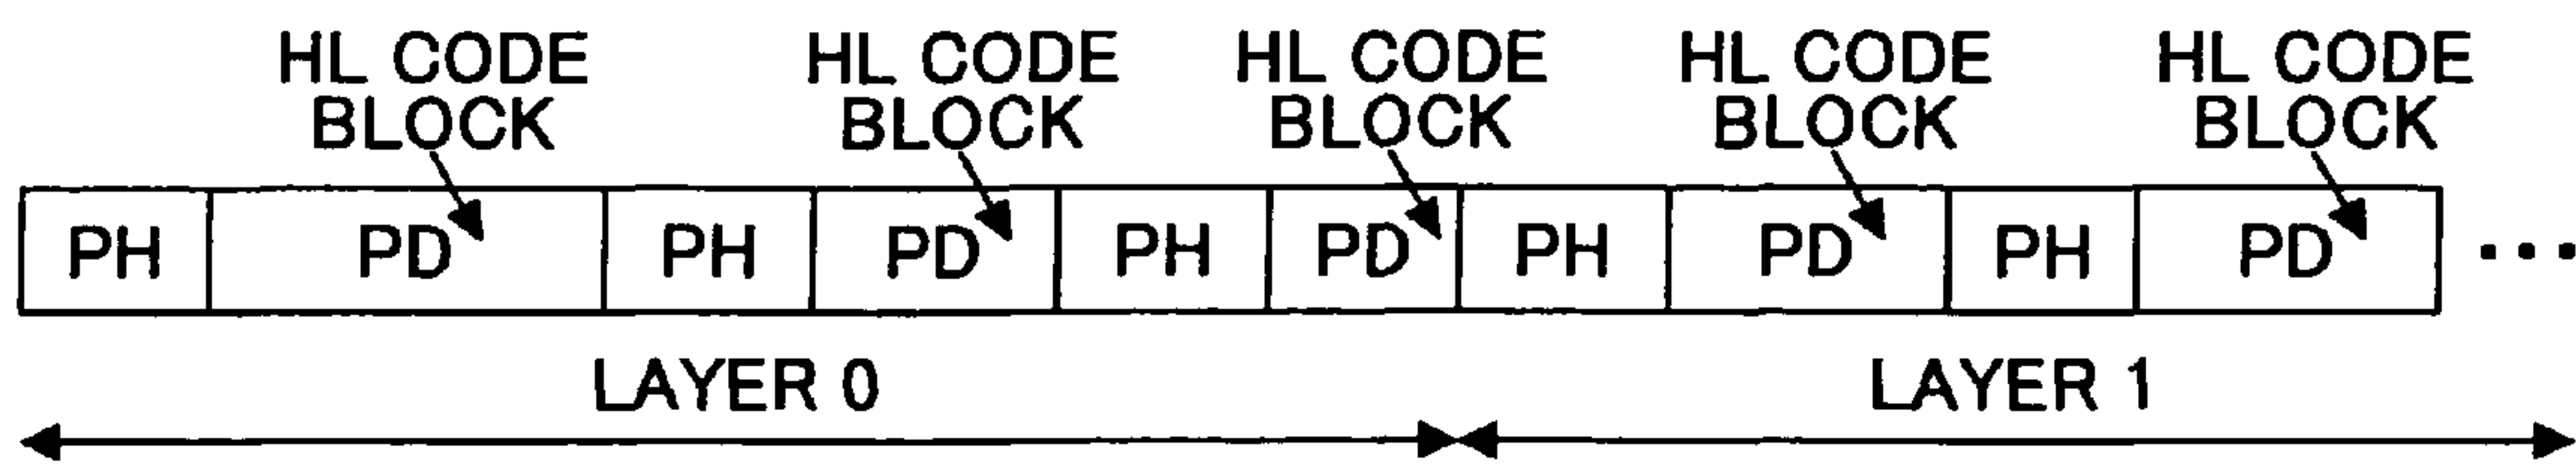 HL CODE BLOCK
HL CODE BLOCK
HL CODE BLOCK
HL CODE BLOCK
HL CODE BLOCK
PH PD PH PD PH PD PH PD PH PD ...
LAYER 0 LAYER 1